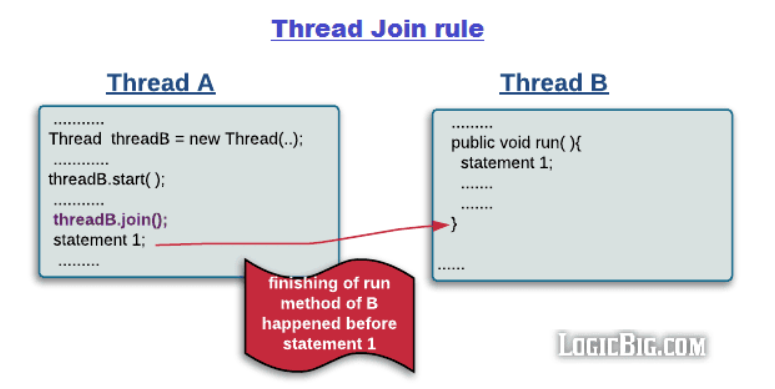 Thread Join rule
Thread A
...........
Thread  threadB = new Thread(..);
............
threadB.start( );
...........
threadB.join();
statement 1;
.........
Thread B
.........
public void run( ){
statement 1;
.......
.......
}
......
finishing of run
method of B
happened before
statement 1
LogicBig.com